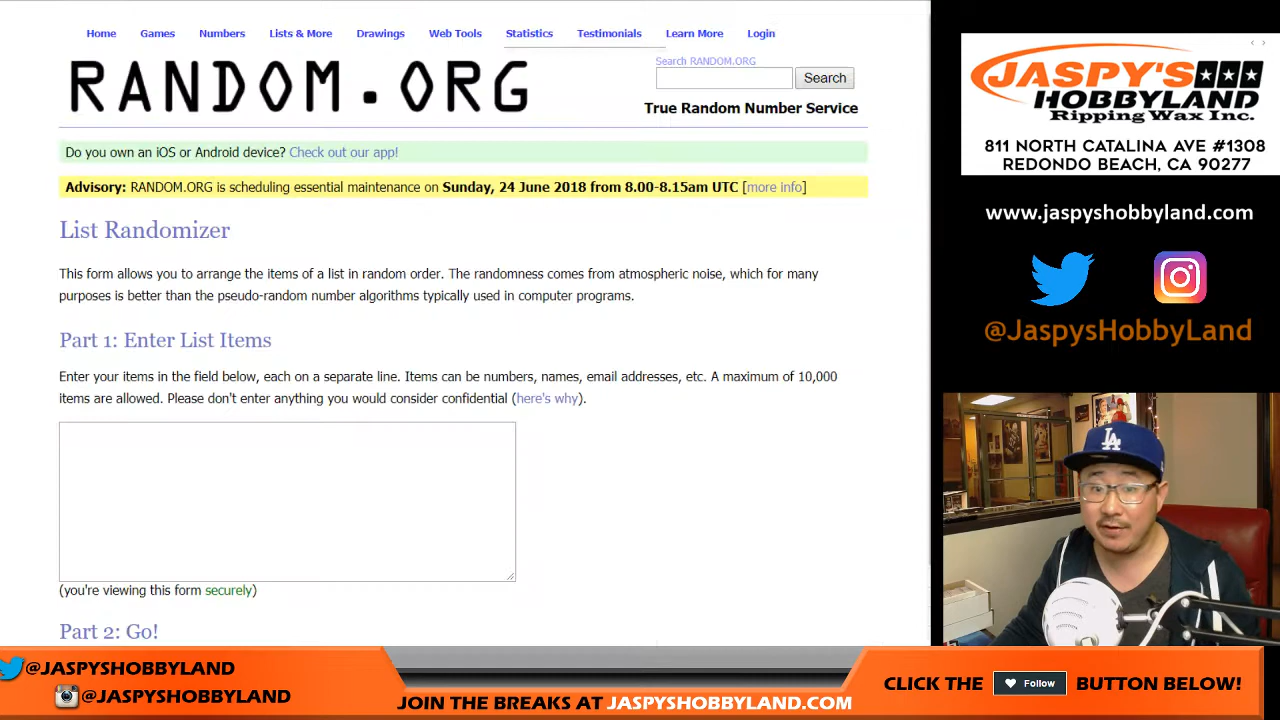 Home Games Numbers Lists & More Drawings Web Tools Statistics Testimonials Learn More Login
RANDOM.ORG
Search RANDOM.ORG
Search
True Random Number Service
Do you own an iOS or Android device? Check out our app!
Advisory: RANDOM.ORG is scheduling essential maintenance on Sunday, 24 June 2018 from 8.00-8.15am UTC [more info]
List Randomizer
This form allows you to arrange the items of a list in random order. The randomness comes from atmospheric noise, which for many
purposes is better than the pseudo-random number algorithms typically used in computer programs.
Part 1: Enter List Items
Enter your items in the field below, each on a separate line. Items can be numbers, names, email addresses, etc. A maximum of 10,000
items are allowed. Please don't enter anything you would consider confidential (here's why).
(you're viewing this form securely)
Part 2: Go!
JASPY'S
HOBBYLAND
Ripping Wax Inc.
811 NORTH CATALINA AVE #1308
REDONDO BEACH, CA 90277
www.jaspyshobbyland.com
@JaspysHobbyLand
LA
@JASPYSHOBBYLAND
@JASPYSHOBBYLAND
JOIN THE BREAKS AT JASPYSHOBBYLAND.COM
CLICK THE Follow BUTTON BELOW!